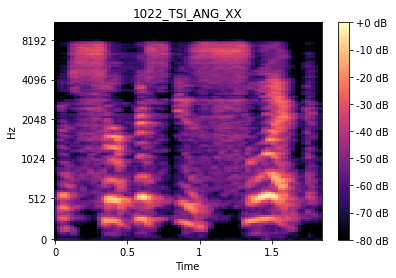 1022_TSI_ANG_XX
8192
4096
2048
1024
512
0
Hz
0
0.5
1
1.5
Time
+0 dB
-10 dB
-20 dB
-30 dB
-40 dB
-50 dB
-60 dB
-70 dB
-80 dB